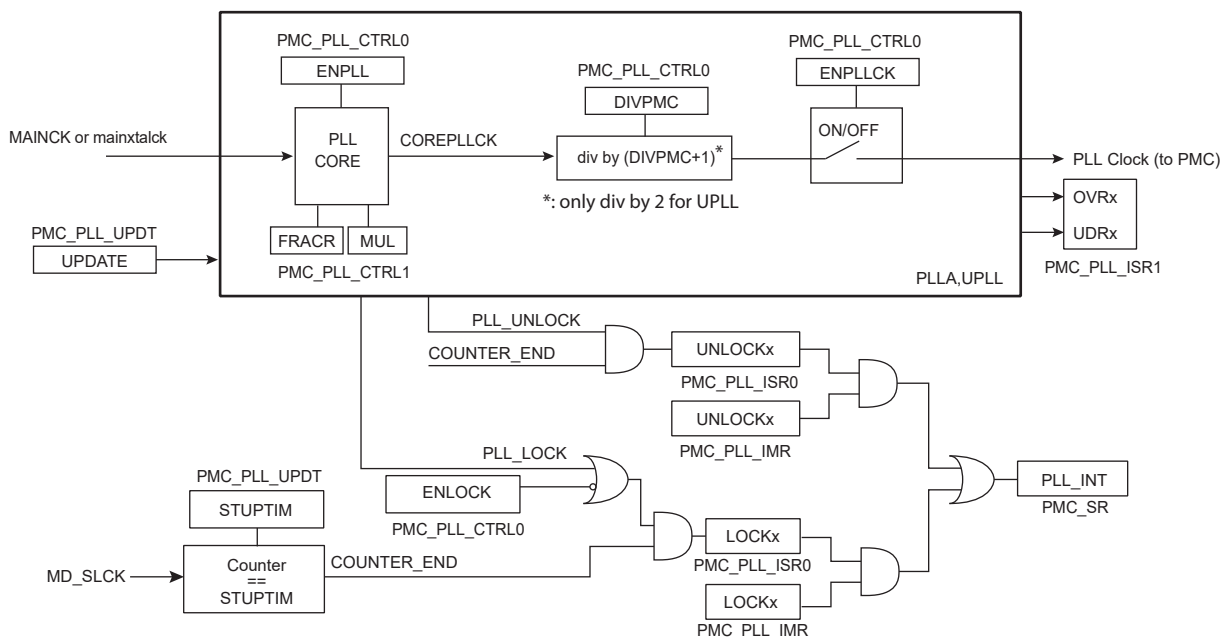 PMC_PLL_CTRL0
ENPLL
PMC_PLL_CTRL0
DIVPMC
PMC_PLL_CTRL0
ENPLLCK
MAINCK or mainxtalck
PLL
CORE
COREPLLCK
div by (DIVPMC+1)*
ON/OFF
PLL Clock (to PMC)
*: only div by 2 for UPLL
OVRx
UDRx
PMC_PLL_ISR1
FRACR
MUL
PMC_PLL_CTRL1
PMC_PLL_UPDT
UPDATE
PLLA,UPLL
PLL_UNLOCK
COUNTER_END
UNLOCKx
PMC_PLL_ISR0
UNLOCKx
PMC_PLL_IMR
PLL_LOCK
ENLOCK
PMC_PLL_CTRL0
PLL_INT
PMC_SR
PMC_PLL_UPDT
STUPTIM
MD_SLCK
Counter
==
STUPTIM
COUNTER_END
LOCKx
PMC_PLL_ISR0
LOCKx
PMC_PLL_IMR